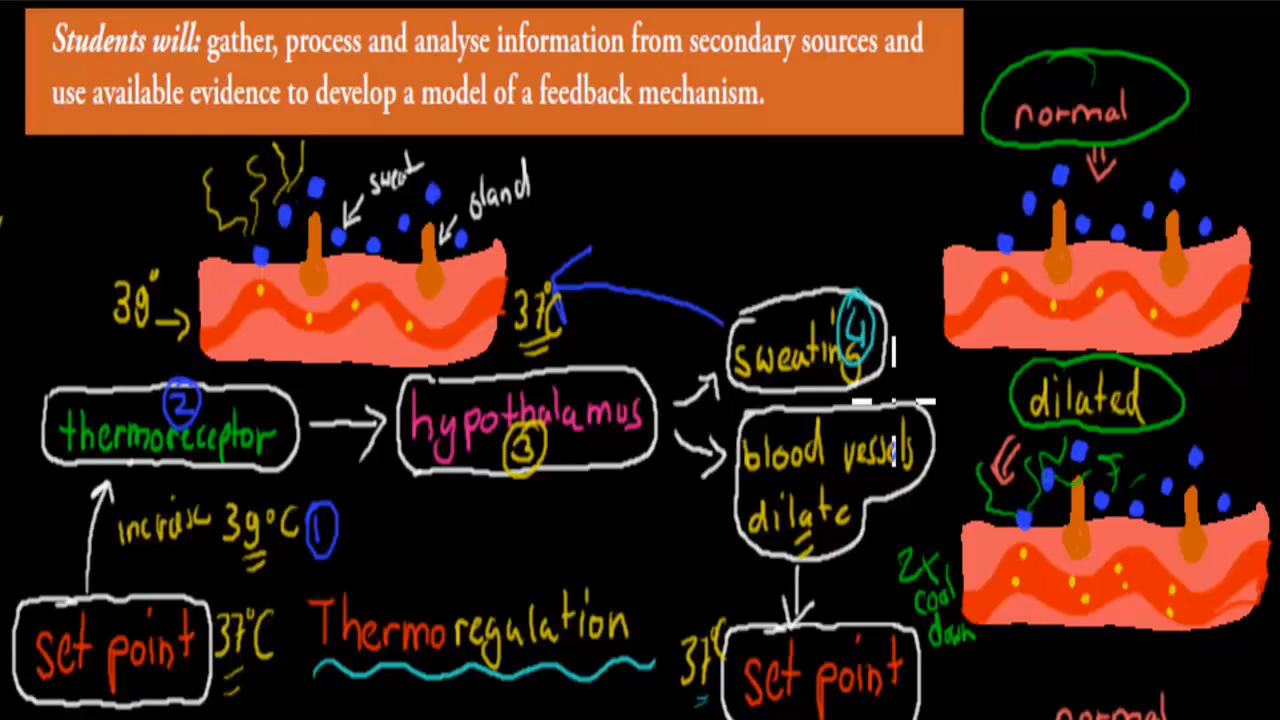 Students will: gather, process and analyse information from secondary sources and
use available evidence to develop a model of a feedback mechanism.
normal
sweat
gland
39°
37°C
sweating 4
thermoreceptor 2
hypothalamus 3
dilated
blood vessels
dilate
increase 39°C 1
2x
cool
down
set point 37°C
Thermoregulation
37°C set point
normal